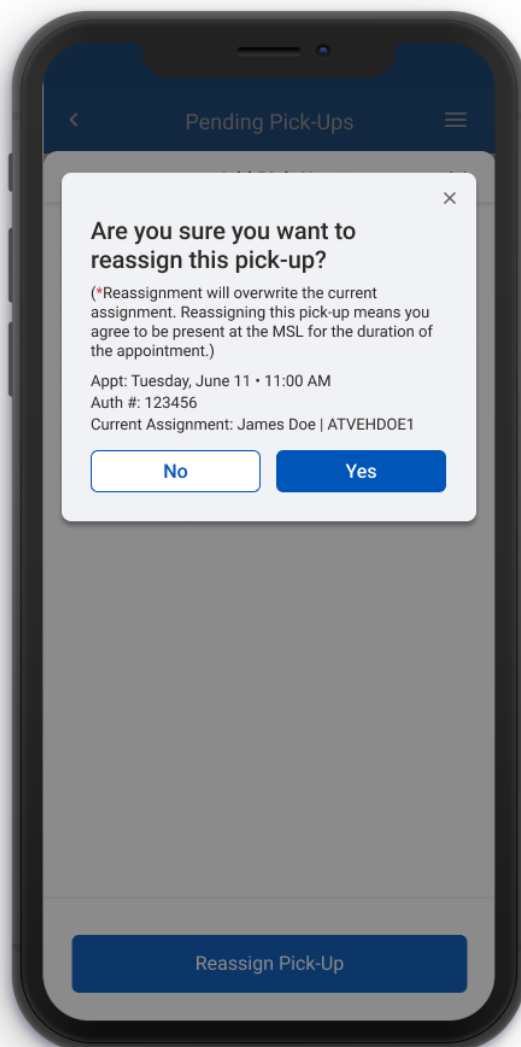 Pending Pick-Ups
Are you sure you want to
reassign this pick-up?
(*Reassignment will overwrite the current
assignment. Reassigning this pick-up means you
agree to be present at the MSL for the duration of
the appointment.)
Appt: Tuesday, June 11 • 11:00 AM
Auth #: 123456
Current Assignment: James Doe | ATVEHDOE1
No
Yes
Reassign Pick-Up